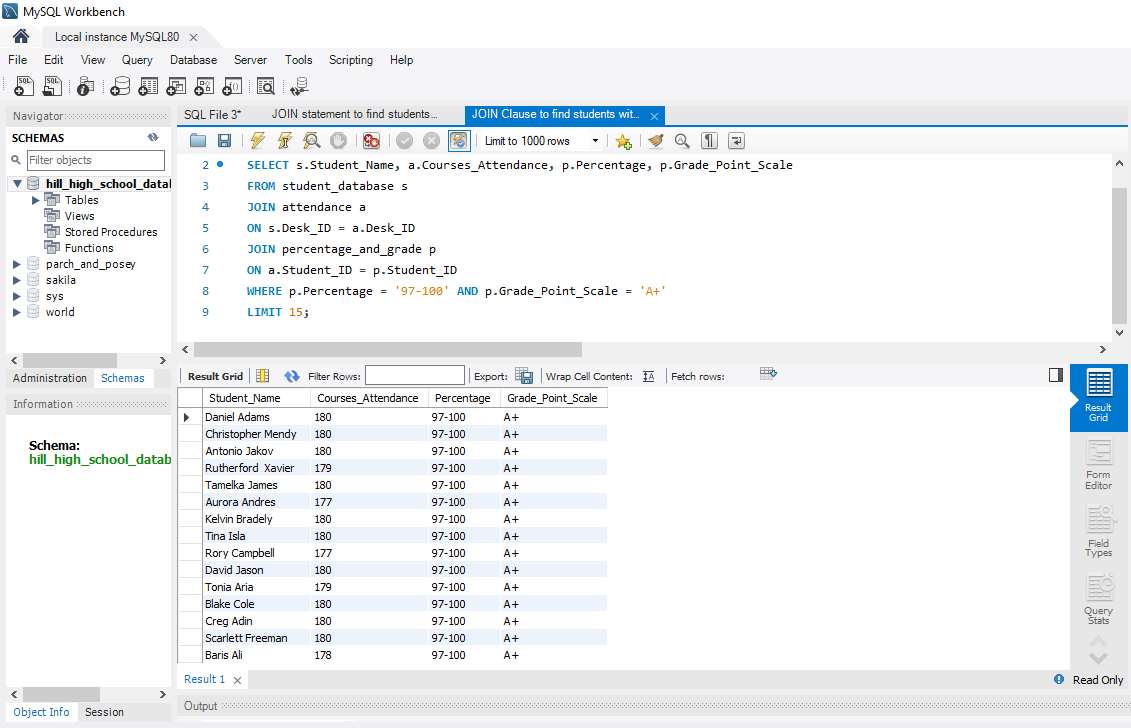 MySQL Workbench
Local instance MySQL80
File Edit View Query Database Server Tools Scripting Help
Navigator
SCHEMAS
Filter objects
hill_high_school_datab
Tables
Views
Stored Procedures
Functions
parch_and_posey
sakila
sys
world
Administration Schemas
Information
Schema:
hill_high_school_datab
Object Info Session
SQL File 3* JOIN statement to find students... JOIN Clause to find students wit...
Limit to 1000 rows
2 SELECT s.Student_Name, a.Courses_Attendance, p.Percentage, p.Grade_Point_Scale
3 FROM student_database s
4 JOIN attendance a
5 ON s.Desk_ID = a.Desk_ID
6 JOIN percentage_and_grade p
7 ON a.Student_ID = p.Student_ID
8 WHERE p.Percentage = '97-100' AND p.Grade_Point_Scale = 'A+'
9 LIMIT 15;
Result Grid Filter Rows: Export: Wrap Cell Content: Fetch rows:
Student_Name Courses_Attendance Percentage Grade_Point_Scale
Daniel Adams 180 97-100 A+
Christopher Mendy 180 97-100 A+
Antonio Jakov 180 97-100 A+
Rutherford Xavier 179 97-100 A+
Tamelka James 180 97-100 A+
Aurora Andres 177 97-100 A+
Kelvin Bradely 180 97-100 A+
Tina Isla 180 97-100 A+
Rory Campbell 177 97-100 A+
David Jason 180 97-100 A+
Tonia Aria 179 97-100 A+
Blake Cole 180 97-100 A+
Creg Adin 180 97-100 A+
Scarlett Freeman 180 97-100 A+
Baris Ali 178 97-100 A+
Result
Grid
Form
Editor
Field
Types
Query
Stats
Result 1
Read Only
Output